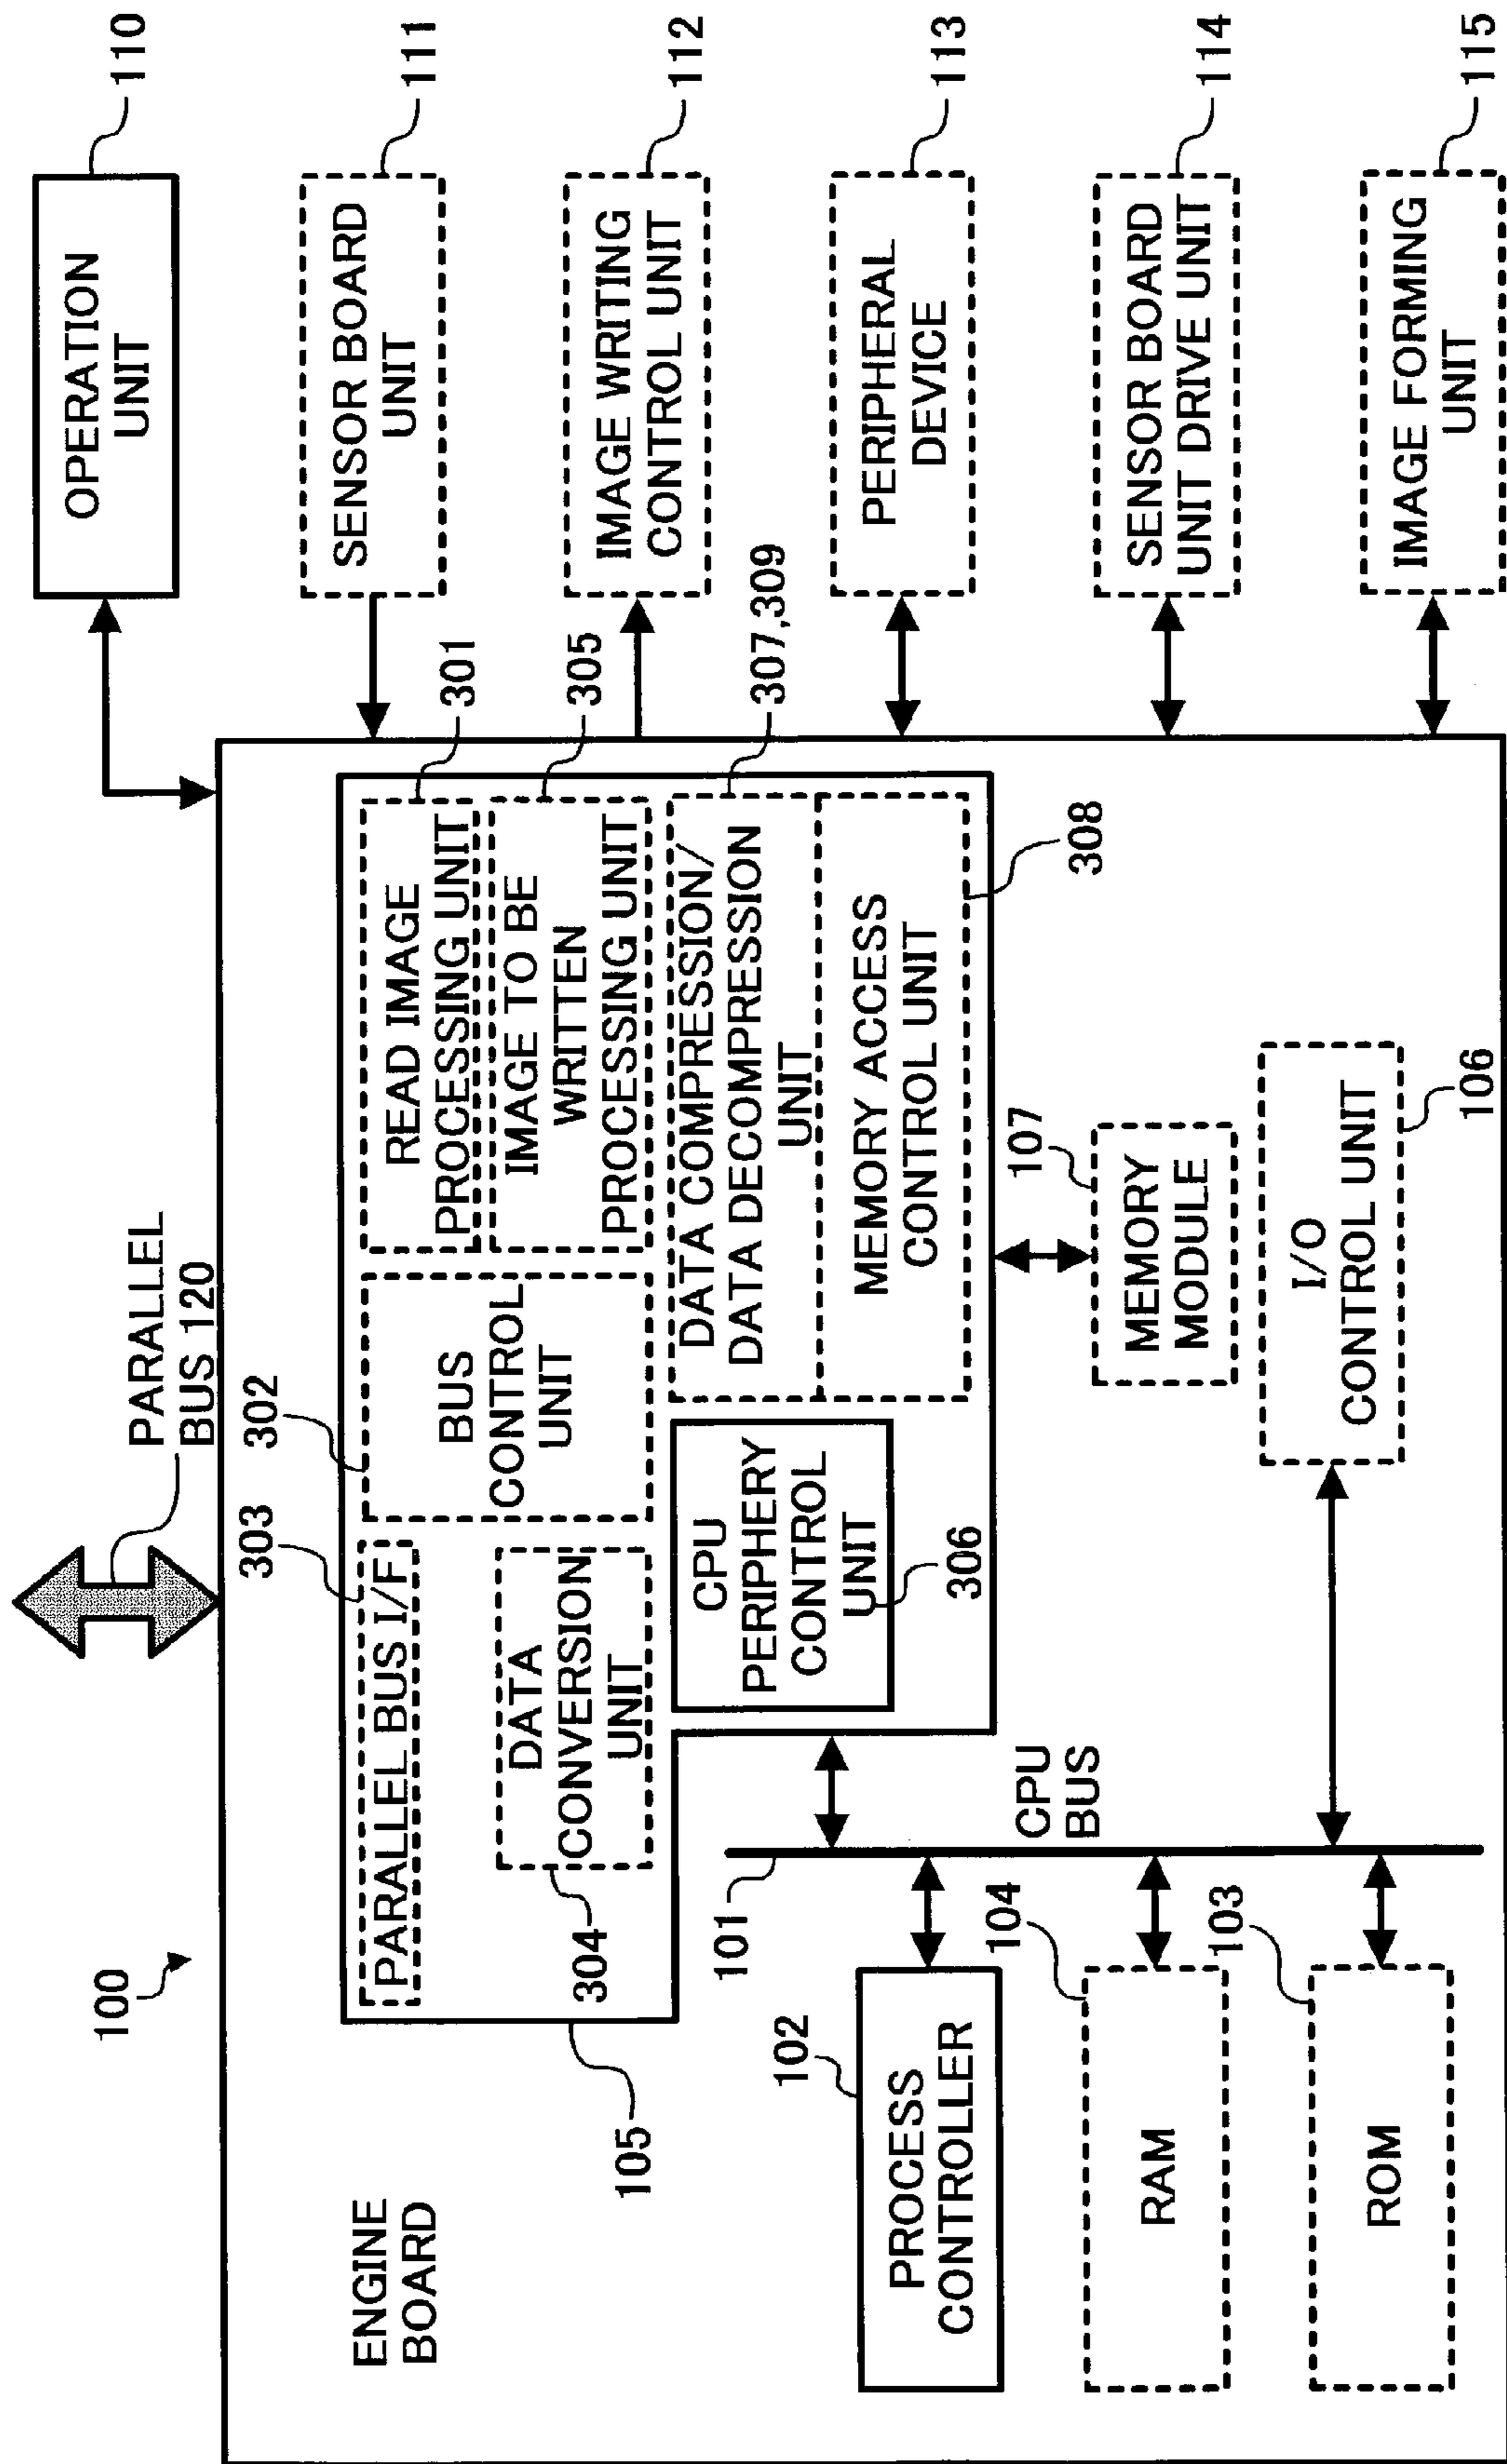 100
PARALLEL
BUS 120
ENGINE
BOARD
105
303
PARALLEL BUS I/F
304
DATA
CONVERSION
UNIT
302
BUS
CONTROL
UNIT
READ IMAGE
PROCESSING UNIT
301
IMAGE TO BE
WRITTEN
PROCESSING UNIT
305
CPU
PERIPHERY
CONTROL
UNIT
306
DATA COMPRESSION/
DATA DECOMPRESSION
UNIT
307,309
MEMORY ACCESS
CONTROL UNIT
308
102
PROCESS
CONTROLLER
101
CPU
BUS
107
MEMORY
MODULE
104
RAM
I/O
CONTROL UNIT
106
103
ROM
OPERATION
UNIT
110
SENSOR BOARD
UNIT
111
IMAGE WRITING
CONTROL UNIT
112
PERIPHERAL
DEVICE
113
SENSOR BOARD
UNIT DRIVE UNIT
114
IMAGE FORMING
UNIT
115